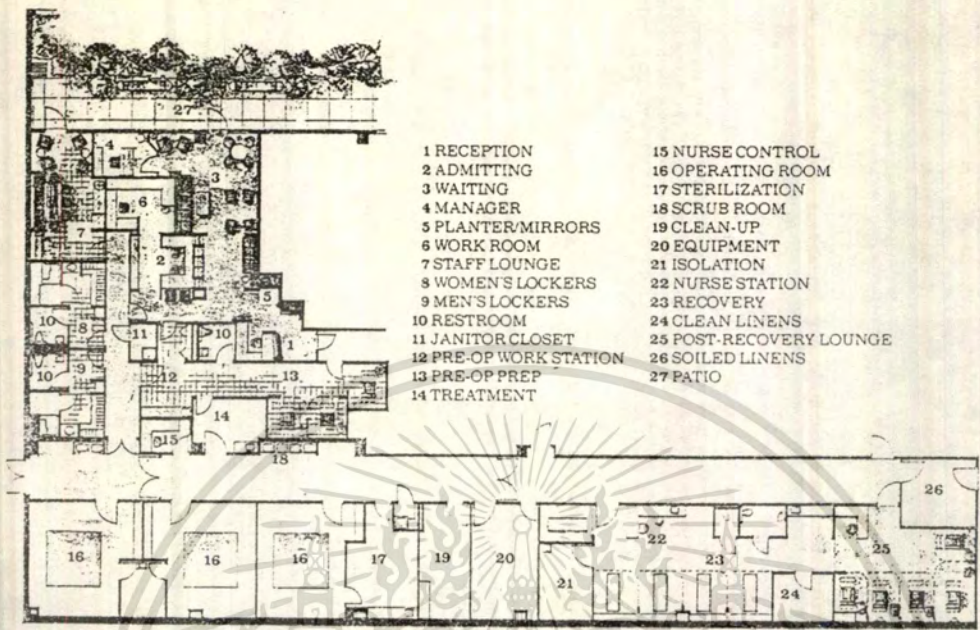 27
4
3
6
7
2
5
10
8
11
10
1
9
12
13
10
14
15
18
26
16
16
16
17
19
20
21
22
23
24
25
1 RECEPTION
2 ADMITTING
3 WAITING
4 MANAGER
5 PLANTER/MIRRORS
6 WORK ROOM
7 STAFF LOUNGE
8 WOMEN'S LOCKERS
9 MEN'S LOCKERS
10 RESTROOM
11 JANITOR CLOSET
12 PRE-OP WORK STATION
13 PRE-OP PREP
14 TREATMENT
15 NURSE CONTROL
16 OPERATING ROOM
17 STERILIZATION
18 SCRUB ROOM
19 CLEAN-UP
20 EQUIPMENT
21 ISOLATION
22 NURSE STATION
23 RECOVERY
24 CLEAN LINENS
25 POST-RECOVERY LOUNGE
26 SOILED LINENS
27 PATIO